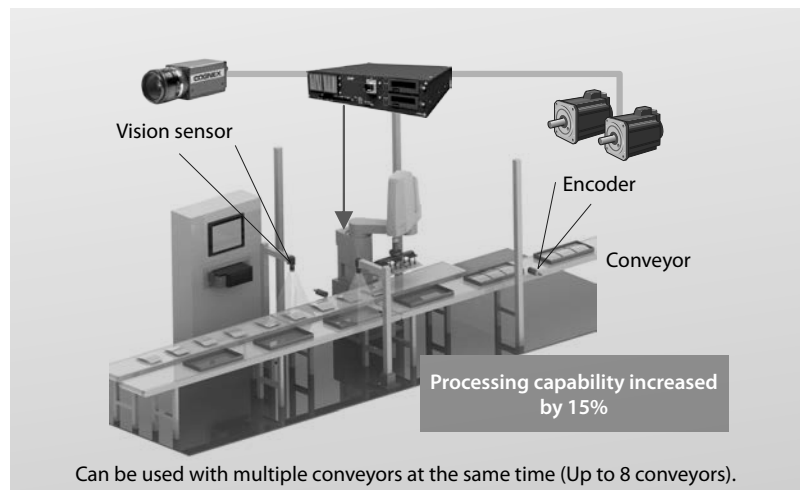 COGNEX
Vision sensor
Encoder
Conveyor
Processing capability increased
by 15%
Can be used with multiple conveyors at the same time (Up to 8 conveyors).